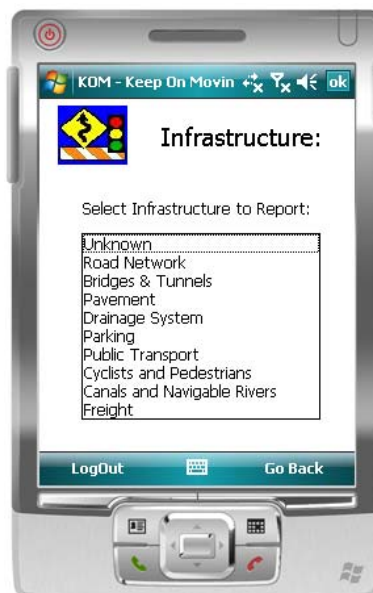 KOM - Keep On Movin
ok
Infrastructure:
Select Infrastructure to Report:
Unknown
Road Network
Bridges & Tunnels
Pavement
Drainage System
Parking
Public Transport
Cyclists and Pedestrians
Canals and Navigable Rivers
Freight
LogOut
Go Back